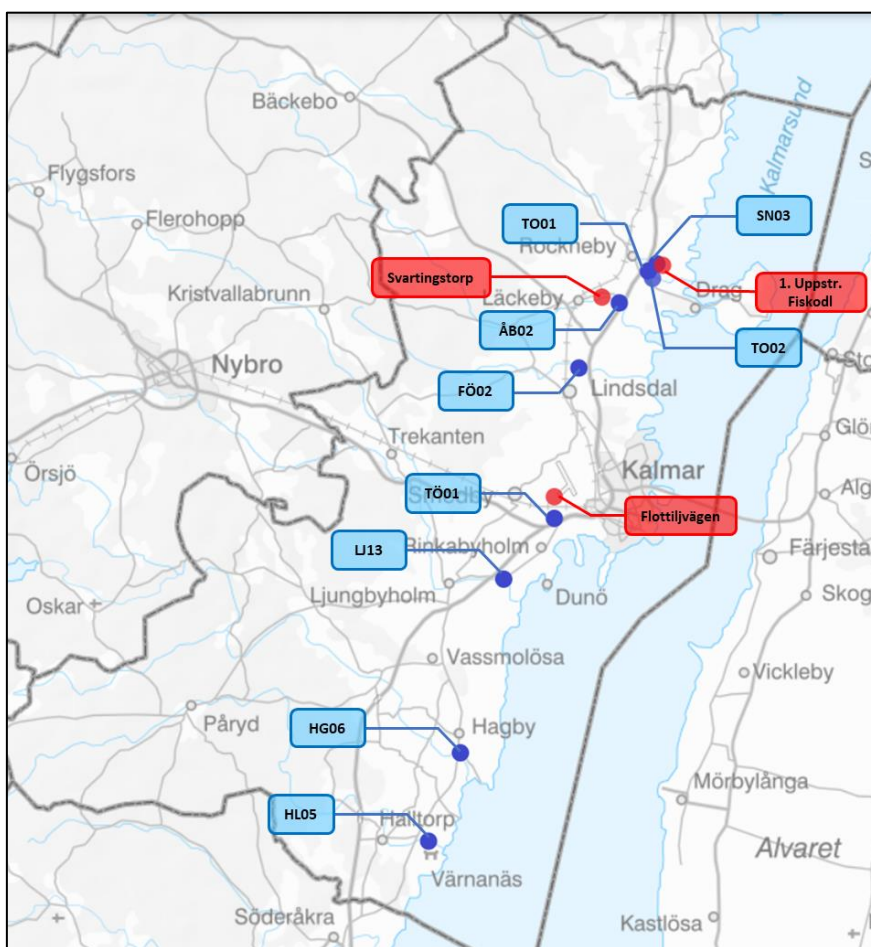 Bäckebo
Kalmarsund
Flygsfors
Flerohopp
TO01
SN03
Rockneby
Svartingstorp
Läckeby
Drag
1. Uppstr.
Fiskodl
Kristvallabrunn
ÅB02
TO02
Nybro
FÖ02
Lindsdal
Trekanten
Örsjö
Kalmar
TÖ01
Smedby
Flottiljvägen
LJ13
Rinkabyholm
Färjesta
Ljungbyholm
Dunö
Skog
Oskar
Vassmolösa
Vickleby
Påryd
HG06
Hagby
Mörbylånga
HL05
Halltorp
Alvaret
Värnanäs
Söderåkra
Kastlösa